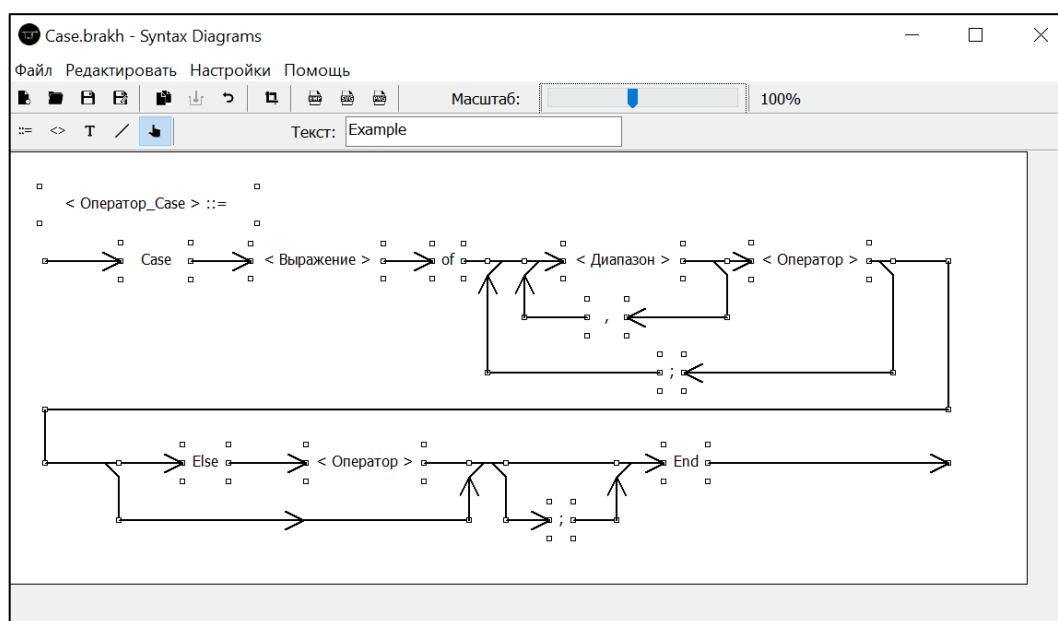 Case.brakh - Syntax Diagrams
Файл Редактировать Настройки Помощь
Масштаб: 100%
::= <> T Текст: Example
< Оператор_Case > ::=
Case < Выражение > of < Диапазон > < Оператор >
,
;
Else < Оператор > End
;